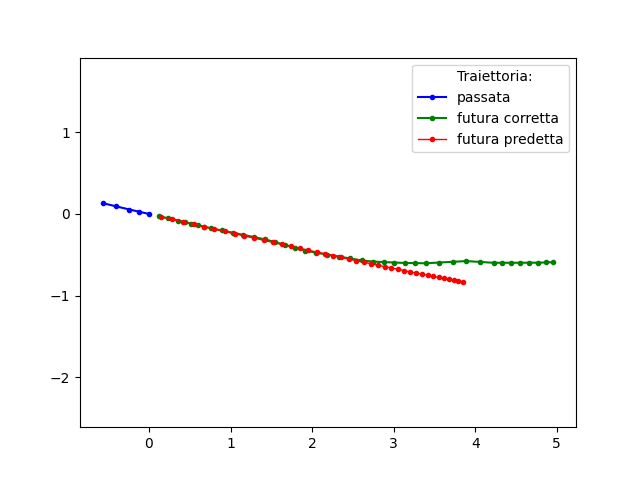 Traiettoria:
passata
futura corretta
futura predetta
1
0
−1
−2
0 1 2 3 4 5